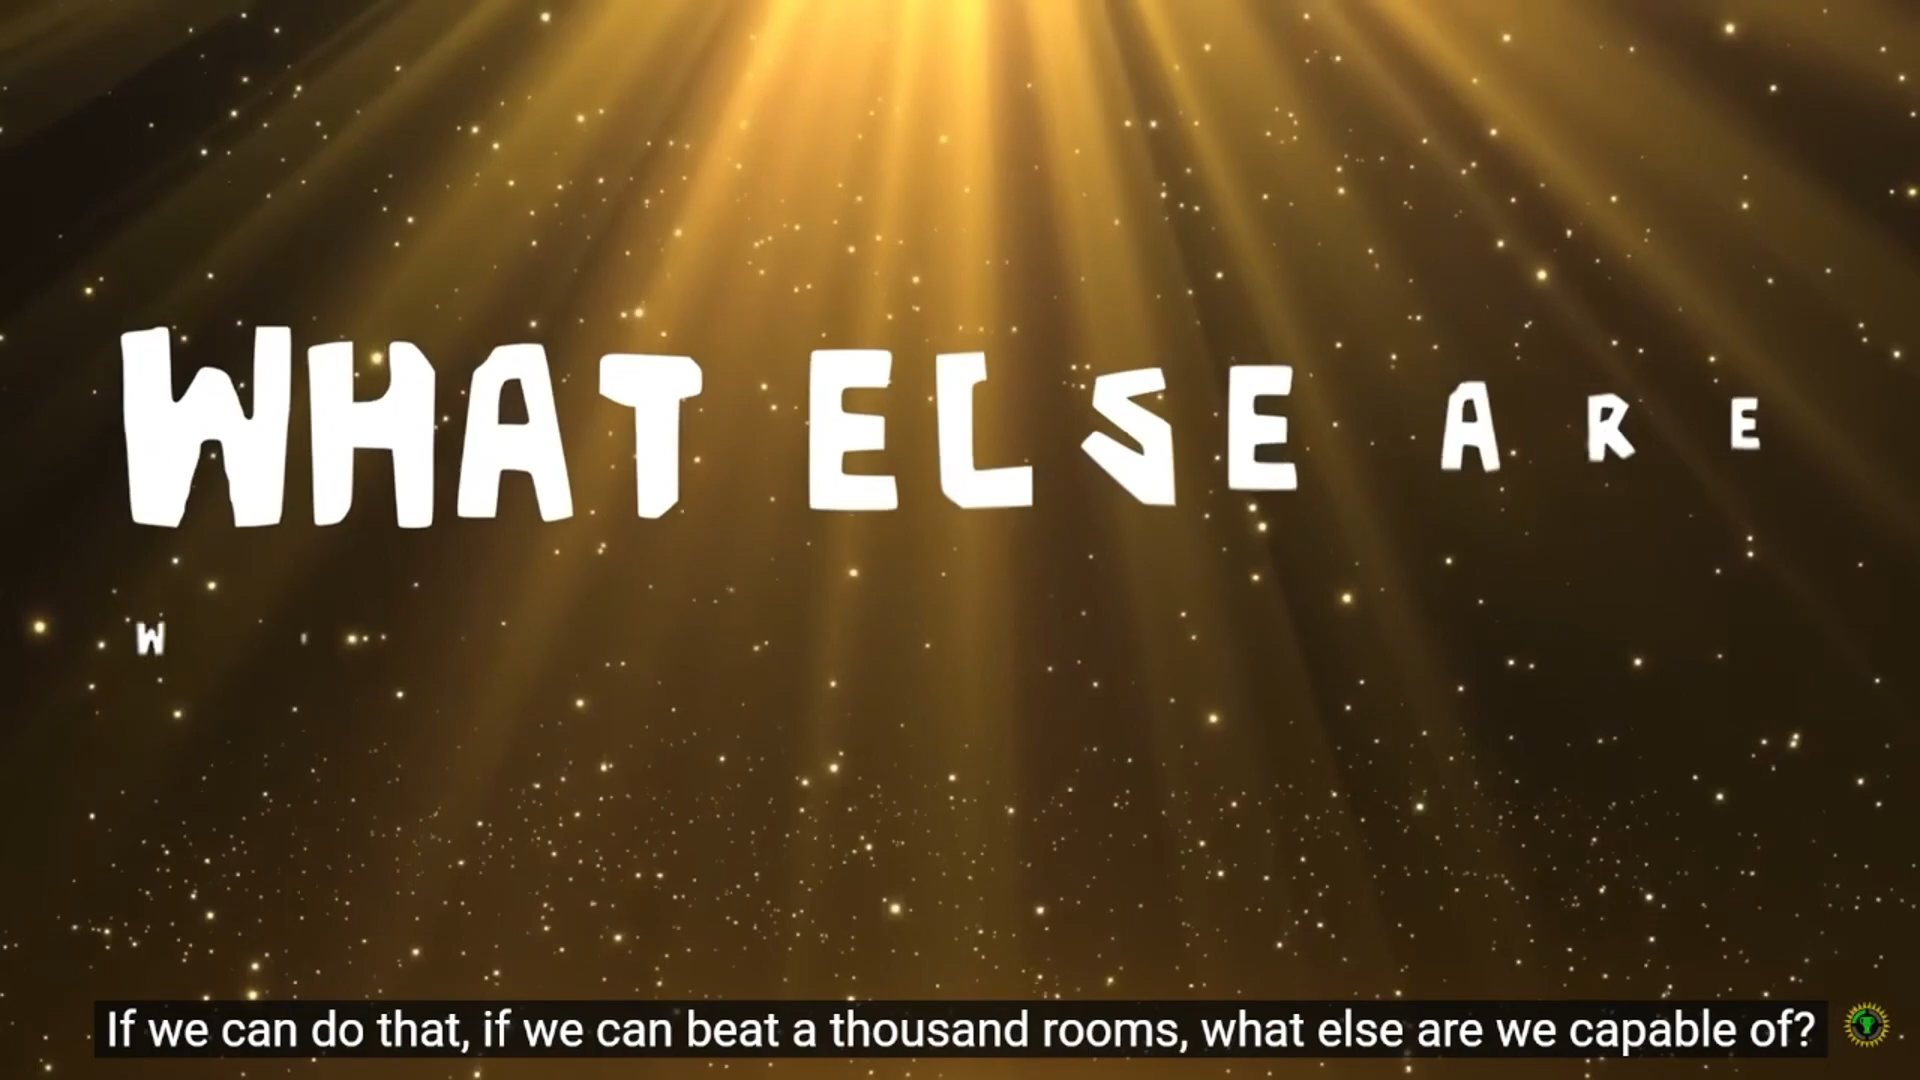 WHAT ELSE ARE
W
If we can do that, if we can beat a thousand rooms, what else are we capable of?